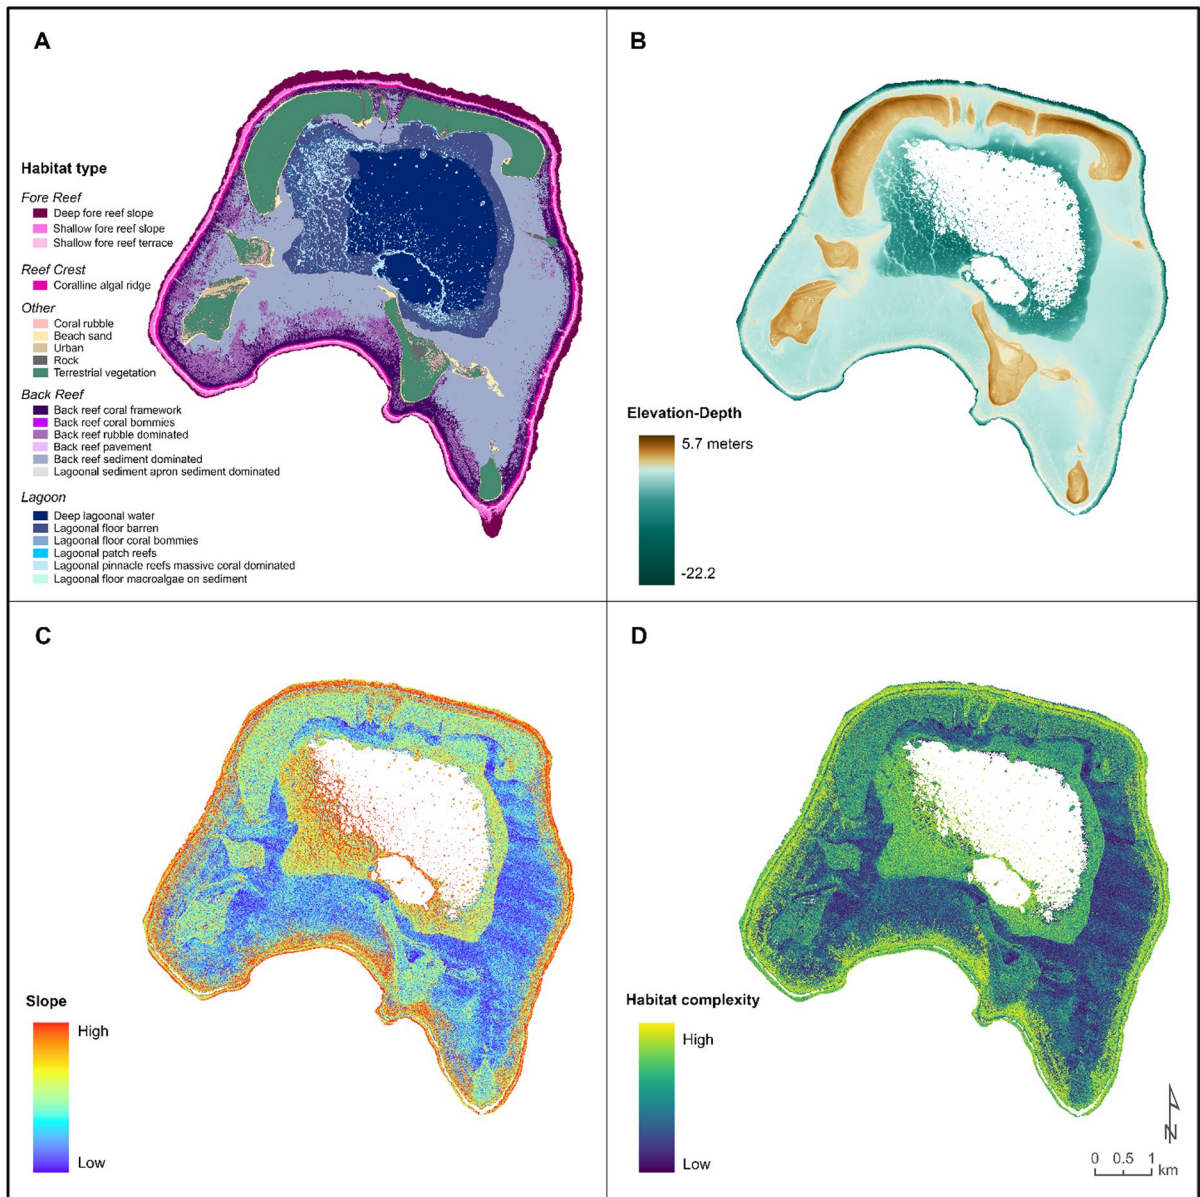 A
Habitat type
Fore Reef
Deep fore reef slope
Shallow fore reef slope
Shallow fore reef terrace
Reef Crest
Coralline algal ridge
Other
Coral rubble
Beach sand
Urban
Rock
Terrestrial vegetation
Back Reef
Back reef coral framework
Back reef coral bommies
Back reef rubble dominated
Back reef pavement
Back reef sediment dominated
Lagoonal sediment apron sediment dominated
Lagoon
Deep lagoonal water
Lagoonal floor barren
Lagoonal floor coral bommies
Lagoonal patch reefs
Lagoonal pinnacle reefs massive coral dominated
Lagoonal floor macroalgae on sediment
B
Elevation-Depth
5.7 meters
-22.2
C
Slope
High
Low
D
Habitat complexity
High
Low
N
0 0.5 1
km